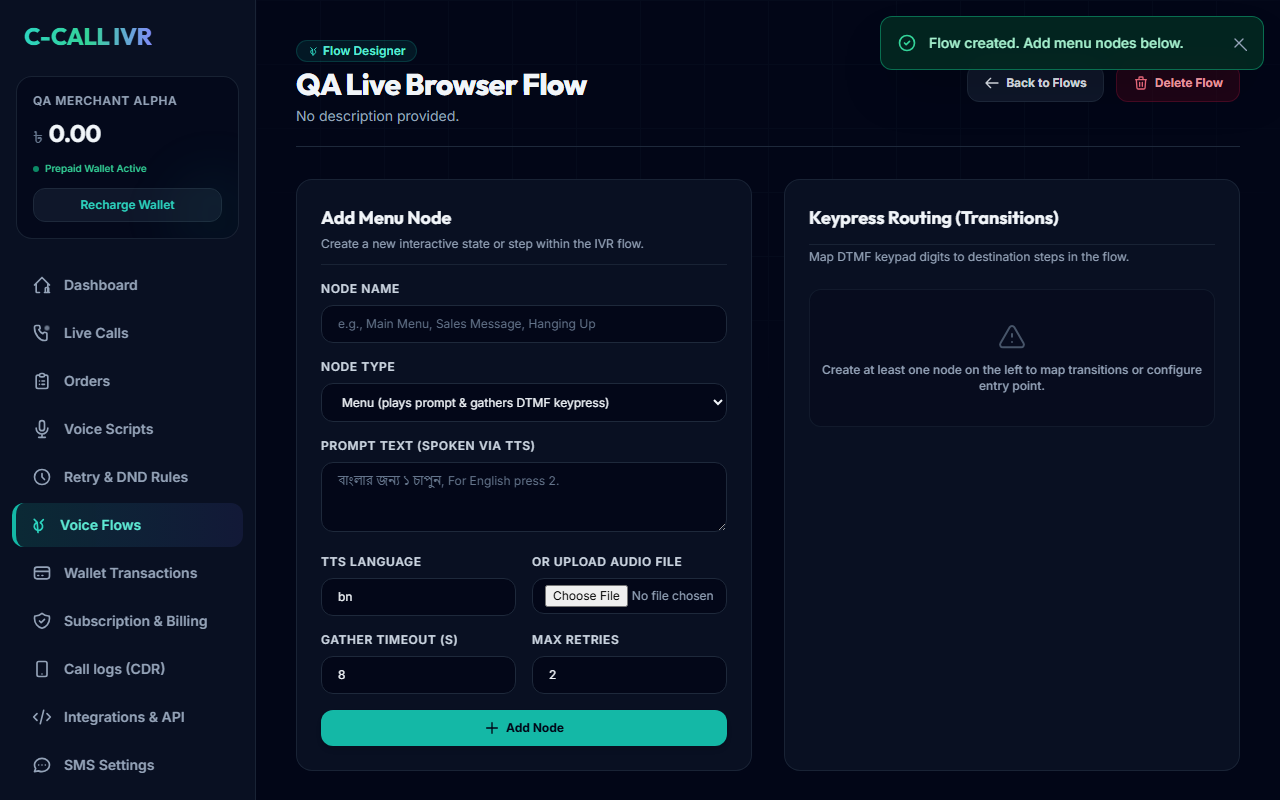 C-CALL IVR
QA MERCHANT ALPHA
৳ 0.00
Prepaid Wallet Active
Recharge Wallet
Dashboard
Live Calls
Orders
Voice Scripts
Retry & DND Rules
Voice Flows
Wallet Transactions
Subscription & Billing
Call logs (CDR)
Integrations & API
SMS Settings
Flow Designer
QA Live Browser Flow
No description provided.
Flow created. Add menu nodes below.
Back to Flows
Delete Flow
Add Menu Node
Create a new interactive state or step within the IVR flow.
NODE NAME
e.g., Main Menu, Sales Message, Hanging Up
NODE TYPE
Menu (plays prompt & gathers DTMF keypress)
PROMPT TEXT (SPOKEN VIA TTS)
বাংলার জন্য ১ চাপুন, For English press 2.
TTS LANGUAGE
OR UPLOAD AUDIO FILE
bn
Choose File No file chosen
GATHER TIMEOUT (S)
MAX RETRIES
8
2
Add Node
Keypress Routing (Transitions)
Map DTMF keypad digits to destination steps in the flow.
Create at least one node on the left to map transitions or configure
entry point.